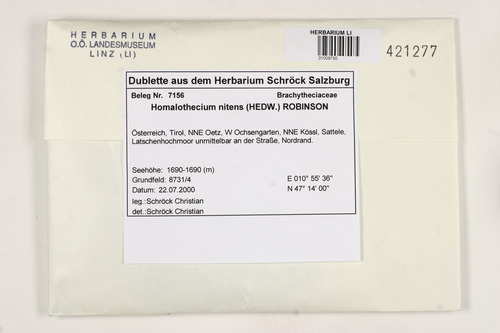 HERBARIUM
O.Ö. LANDESMUSEUM
LINZ (LI)
HERBARIUM LI
01009750
421277
Dublette aus dem Herbarium Schröck Salzburg
Beleg Nr. 7156 Brachytheciaceae
Homalothecium nitens (HEDW.) ROBINSON
Österreich, Tirol, NNE Oetz, W Ochsengarten, NNE Kössl, Sattele,
Latschenhochmoor unmittelbar an der Straße, Nordrand.
Seehöhe: 1690-1690 (m)
Grundfeld: 8731/4 E 010° 55' 36"
Datum: 22.07.2000 N 47° 14' 00"
leg.:Schröck Christian
det.:Schröck Christian